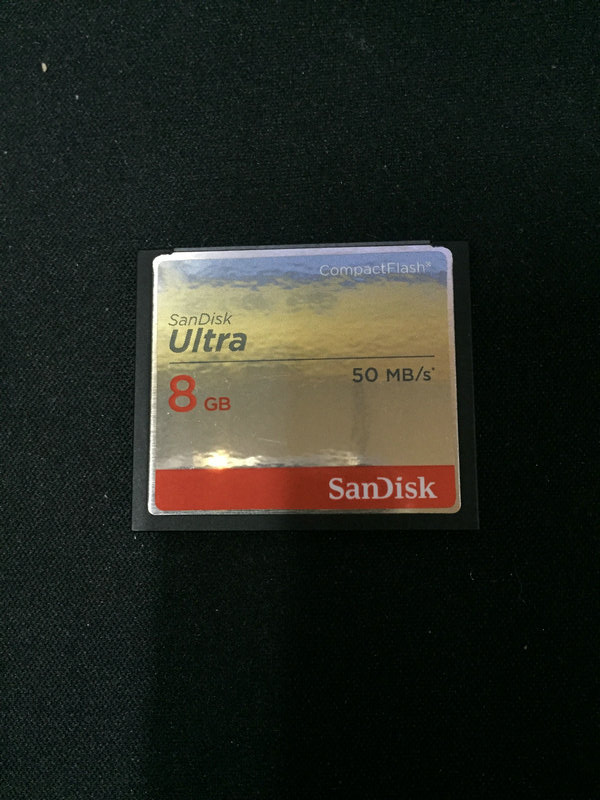 CompactFlash®
SanDisk
Ultra
50 MB/s*
8 GB
SanDisk